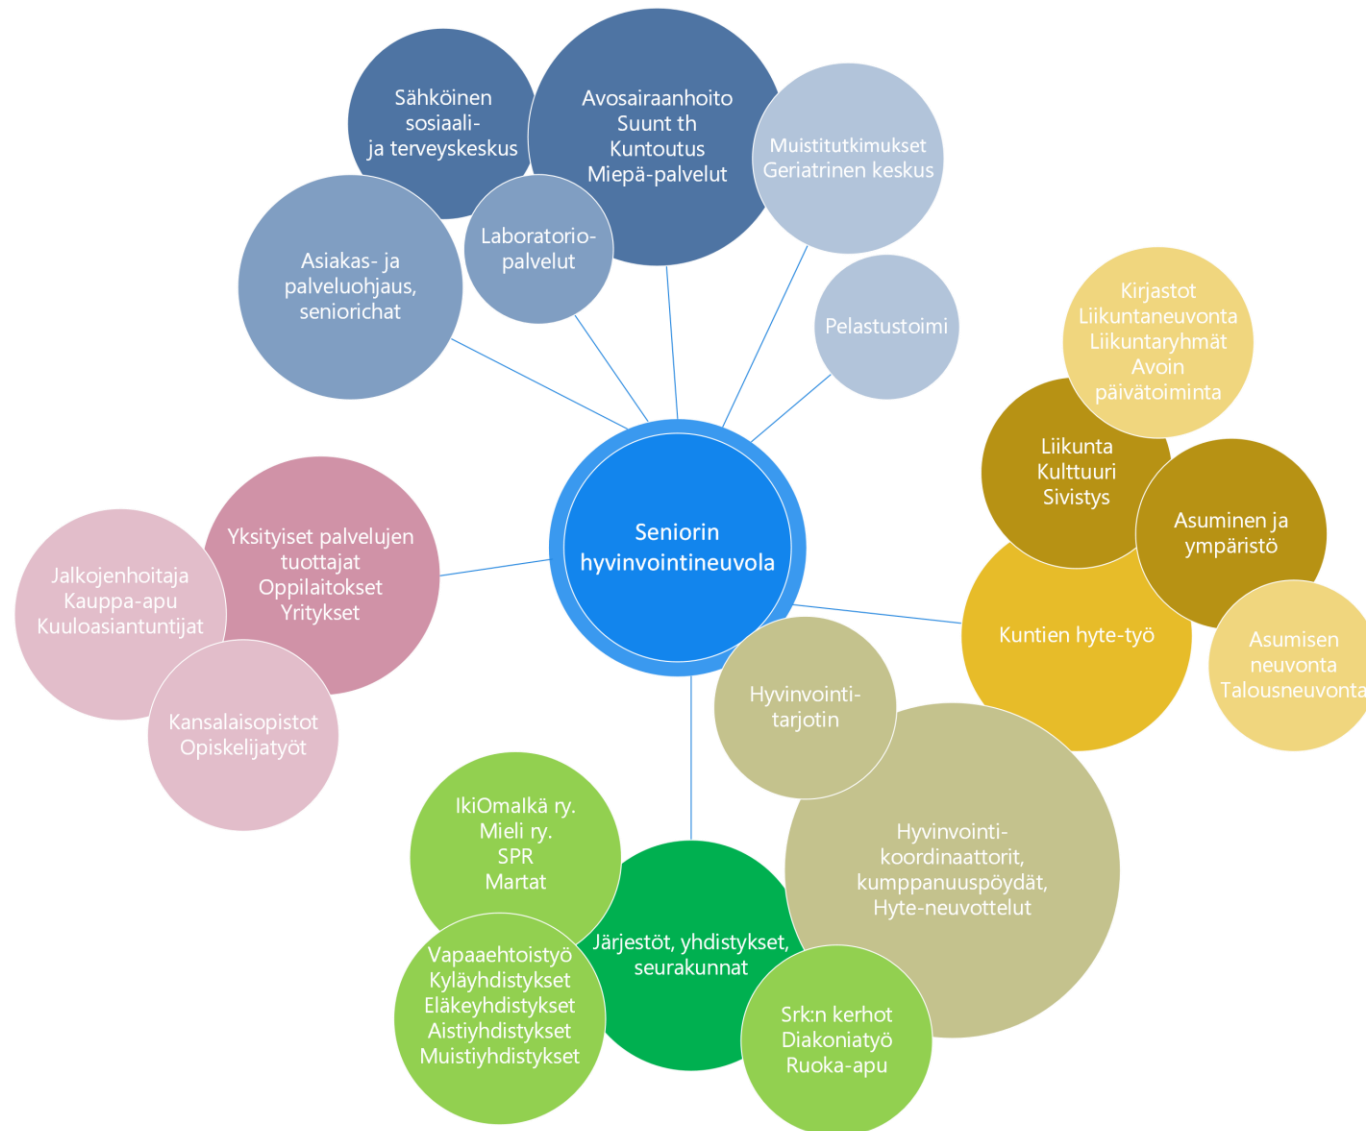 Sähköinen
sosiaali-
ja terveyskeskus
Avosairaanhoito
Suunt th
Kuntoutus
Miepä-palvelut
Muistitutkimukset
Geriatrinen keskus
Laboratorio-
palvelut
Asiakas- ja
palveluohjaus,
seniorichat
Pelastustoimi
Kirjastot
Liikuntaneuvonta
Liikuntaryhmät
Avoin
päivätoiminta
Liikunta
Kulttuuri
Sivistys
Asuminen ja
ympäristö
Kuntien hyte-työ
Asumisen
neuvonta
Talousneuvonta
Seniorin
hyvinvointineuvola
Yksityiset palvelujen
tuottajat
Oppilaitokset
Yritykset
Jalkojenhoitaja
Kauppa-apu
Kuuloasiantuntijat
Kansalaisopistot
Opiskelijatyöt
Hyvinvointi-
tarjotin
Hyvinvointi-
koordinaattorit,
kumppanuuspöydät,
Hyte-neuvottelut
IkiOmaIkä ry.
Mieli ry.
SPR
Martat
Järjestöt, yhdistykset,
seurakunnat
Vapaaehtoistyö
Kyläyhdistykset
Eläkeyhdistykset
Aistiyhdistykset
Muistiyhdistykset
Srk:n kerhot
Diakoniatyö
Ruoka-apu